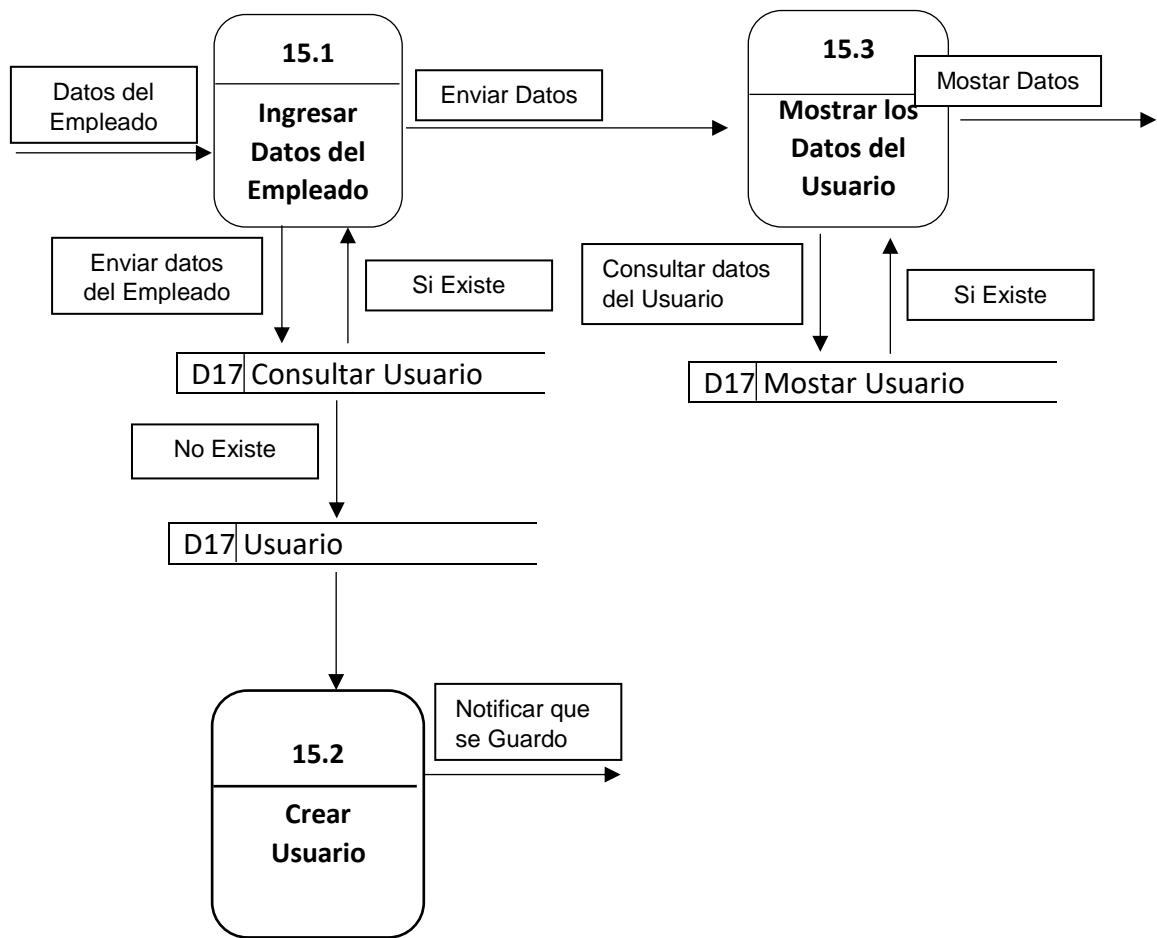 15.1
15.3
Datos del
Empleado
Enviar Datos
Mostar Datos
Ingresar
Datos del
Empleado
Mostrar los
Datos del
Usuario
Enviar datos
del Empleado
Si Existe
Consultar datos
del Usuario
Si Existe
D17 Consultar Usuario
D17 Mostar Usuario
No Existe
D17 Usuario
Notificar que
se Guardo
15.2
Crear
Usuario